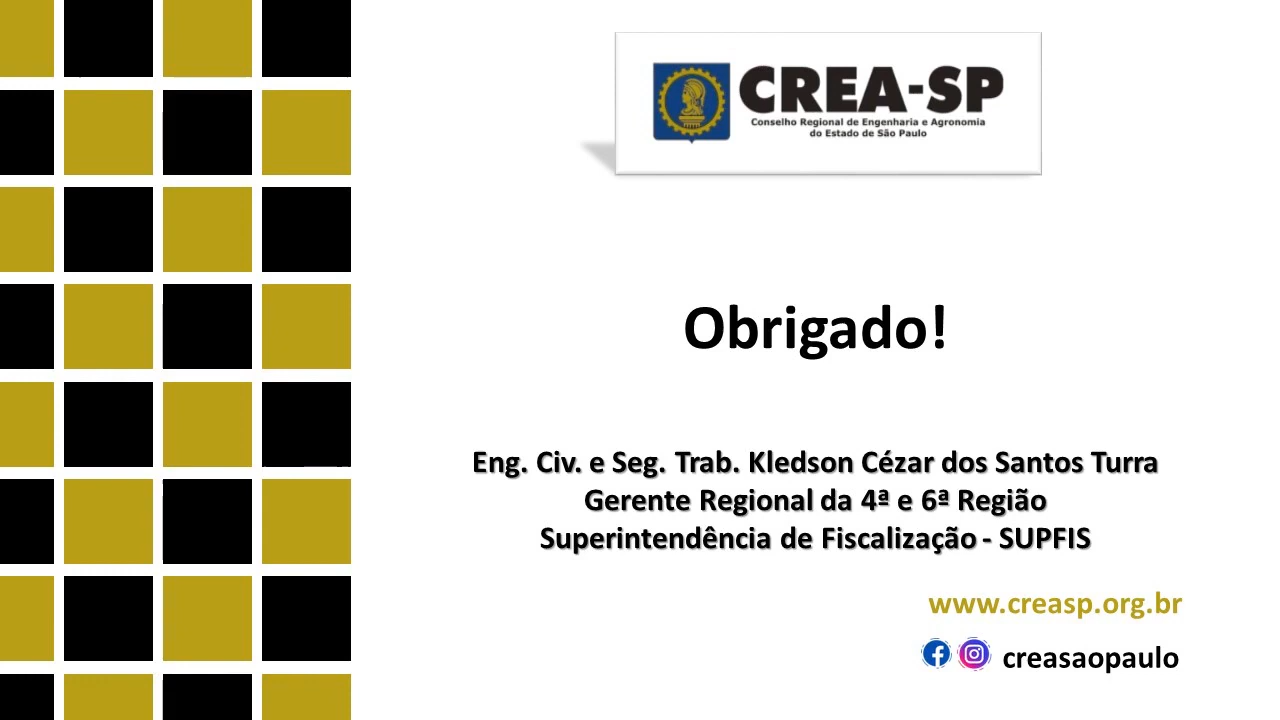 CREA-SP
Conselho Regional de Engenharia e Agronomia
do Estado de São Paulo
Obrigado!
Eng. Civ. e Seg. Trab. Kledson Cézar dos Santos Turra
Gerente Regional da 4ª e 6ª Região
Superintendência de Fiscalização - SUPFIS
www.creasp.org.br
creasaopaulo